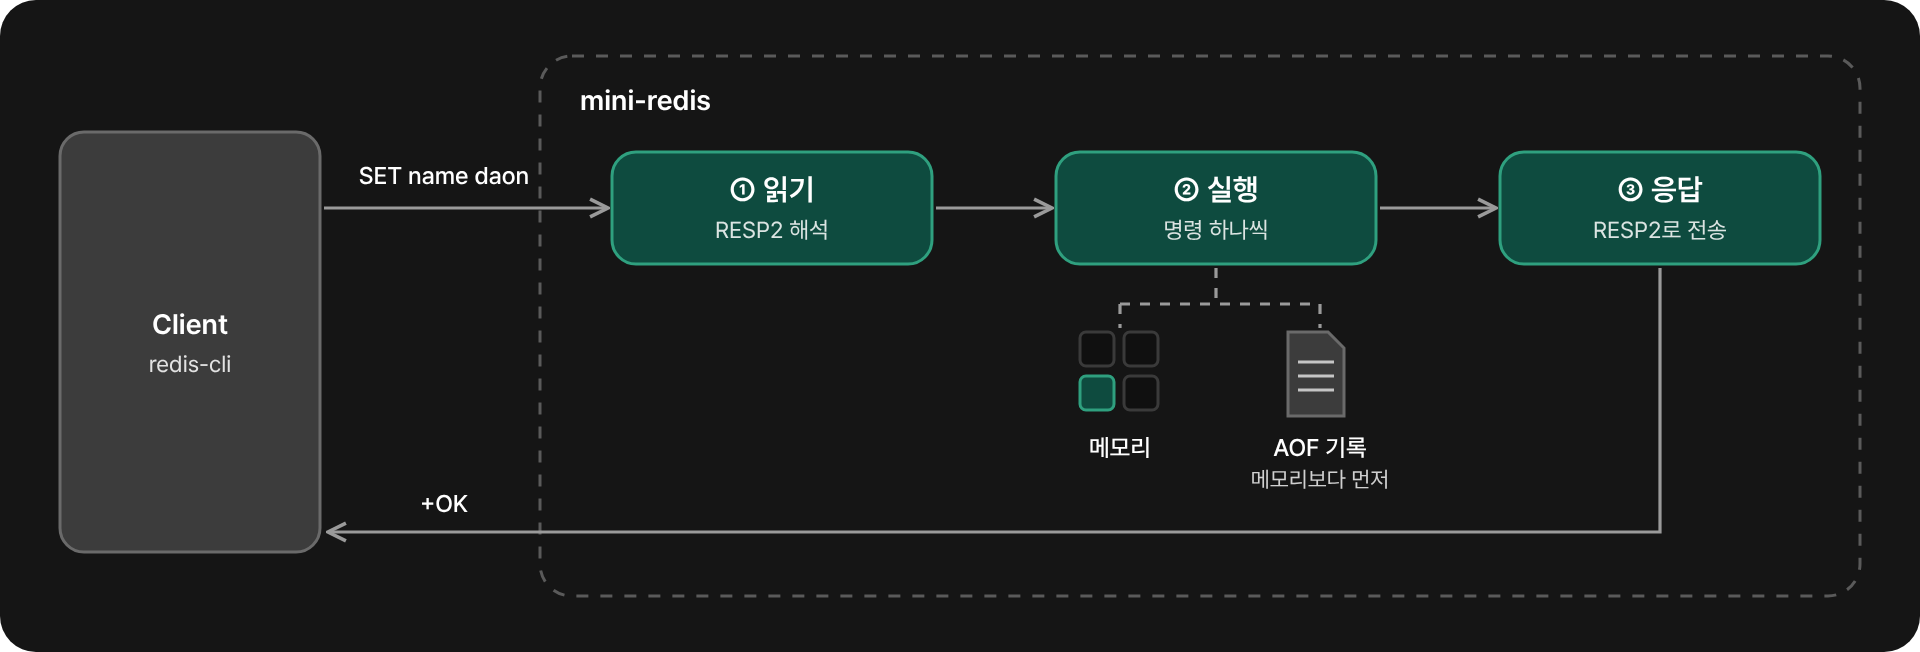 mini-redis
SET name daon
① 읽기
RESP2 해석
② 실행
명령 하나씩
③ 응답
RESP2로 전송
Client
redis-cli
메모리
AOF 기록
메모리보다 먼저
+OK